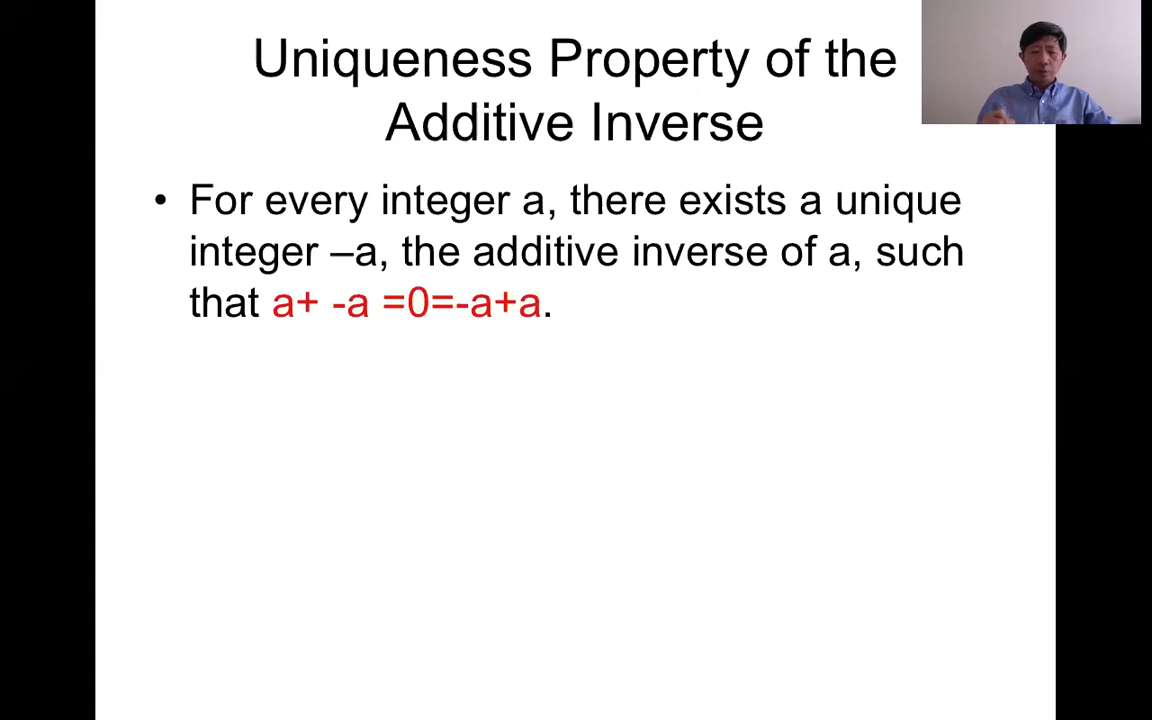 Uniqueness Property of the
Additive Inverse
• For every integer a, there exists a unique
integer –a, the additive inverse of a, such
that a+ -a =0=-a+a.